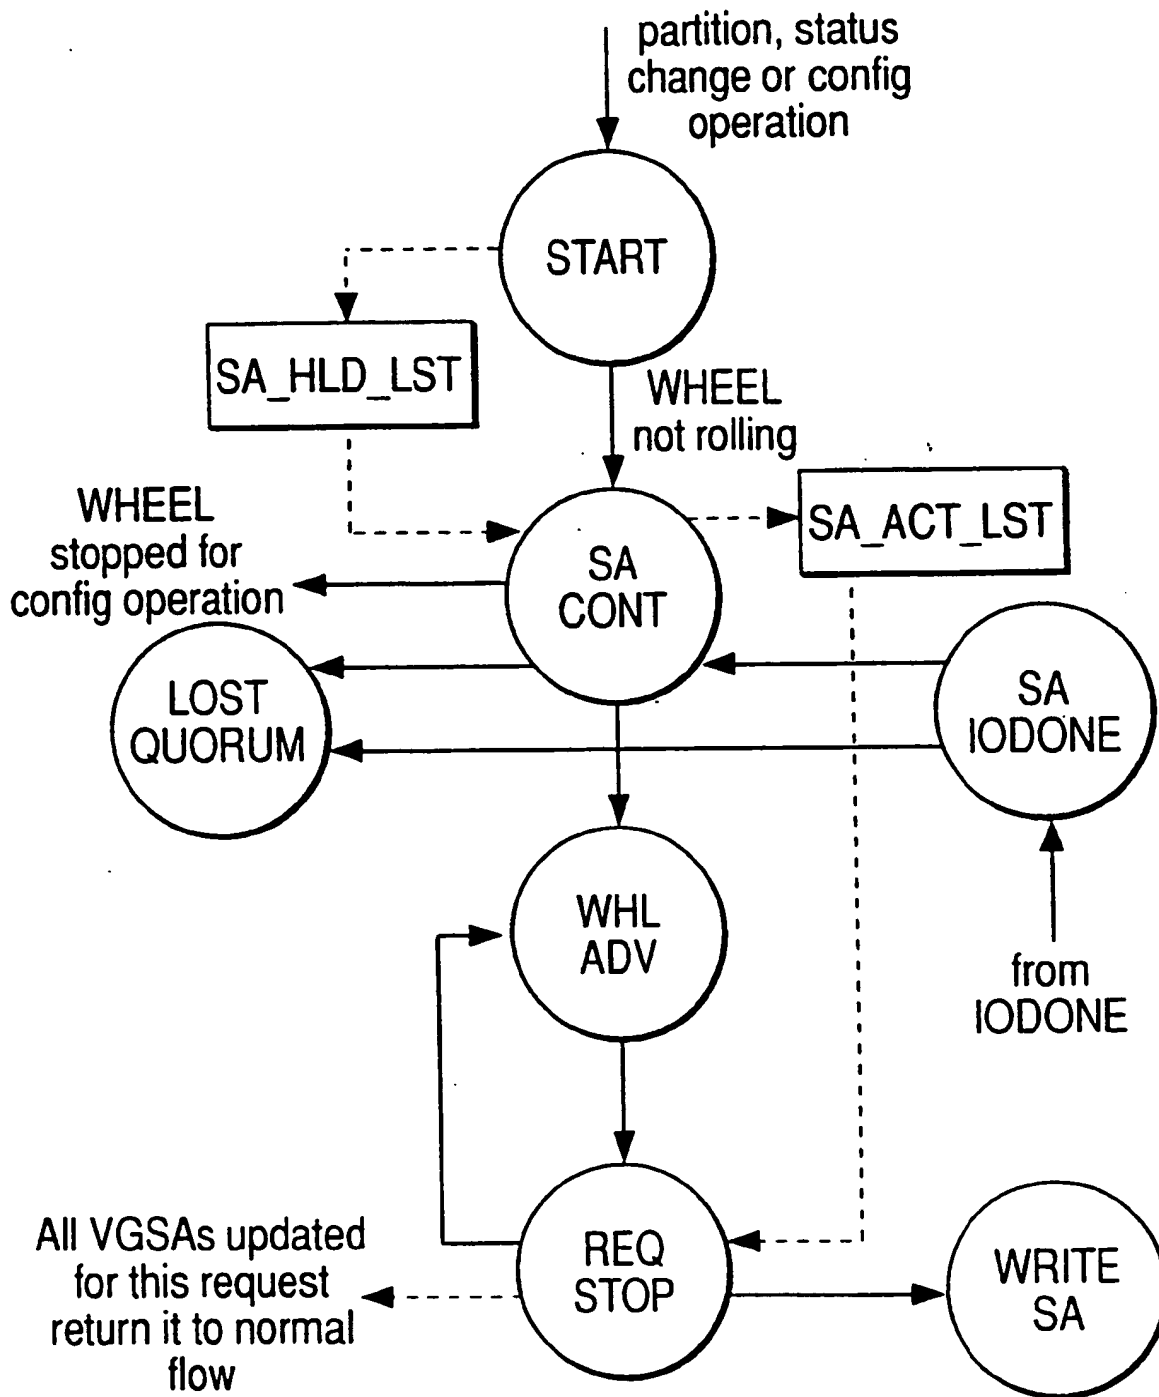 partition, status
change or config
operation
START
SA_HLD_LST
WHEEL
not rolling
WHEEL
stopped for
config operation
SA
CONT
SA_ACT_LST
LOST
QUORUM
SA
IODONE
WHL
ADV
from
IODONE
All VGSAs updated
for this request
return it to normal
flow
REQ
STOP
WRITE
SA